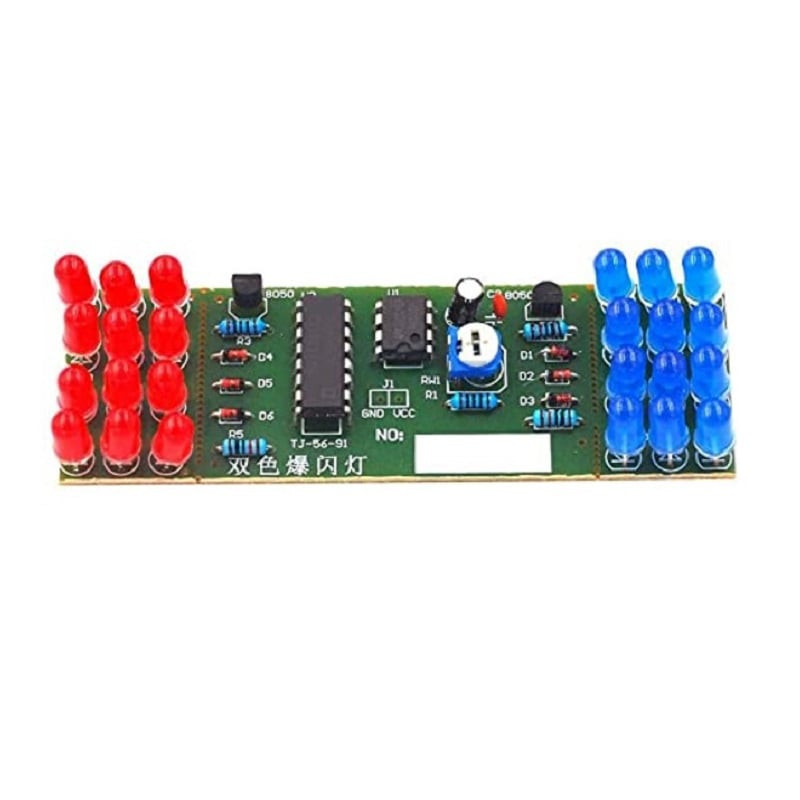 8050
U1
C2
8050
R3
D4
D5
D6
R5
J1
GND VCC
TJ-56-91
NO:
RW1
R1
D1
D2
D3
双色爆闪灯